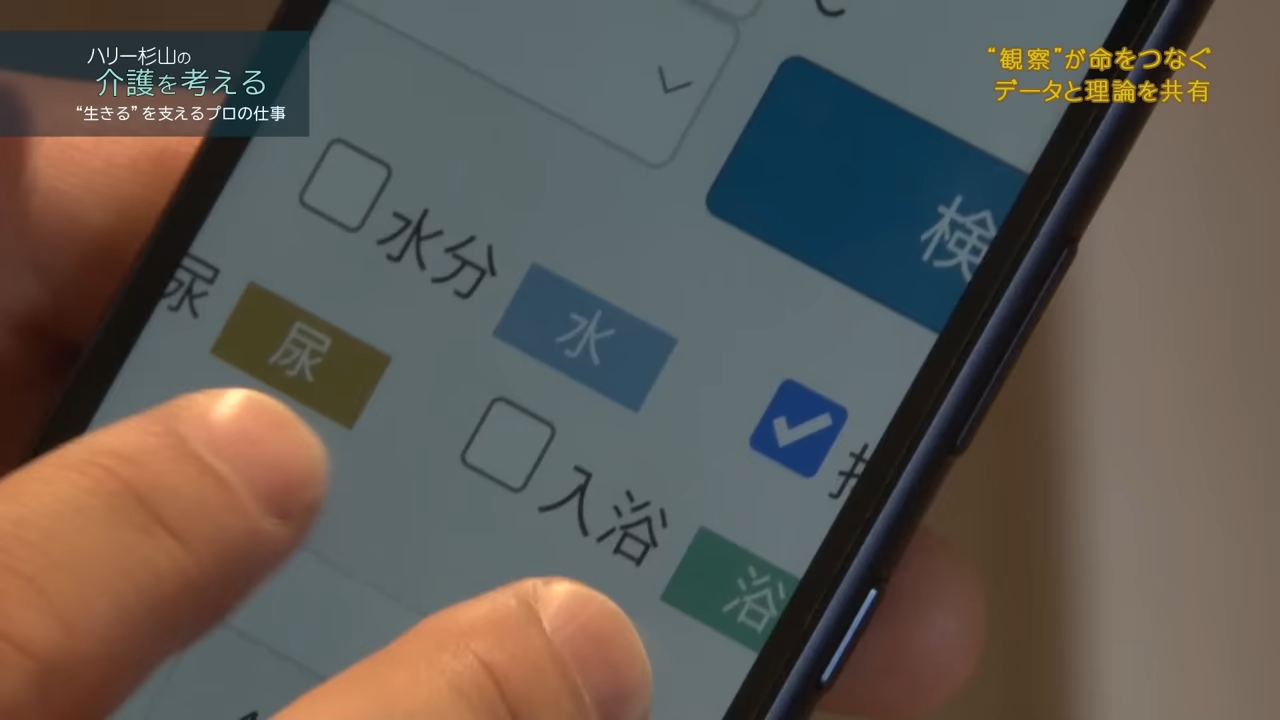 ハリー杉山の
介護を考える
“生きる”を支えるプロの仕事
“観察”が命をつなぐ
データと理論を共有
検
水分 水
尿 尿
入浴 浴